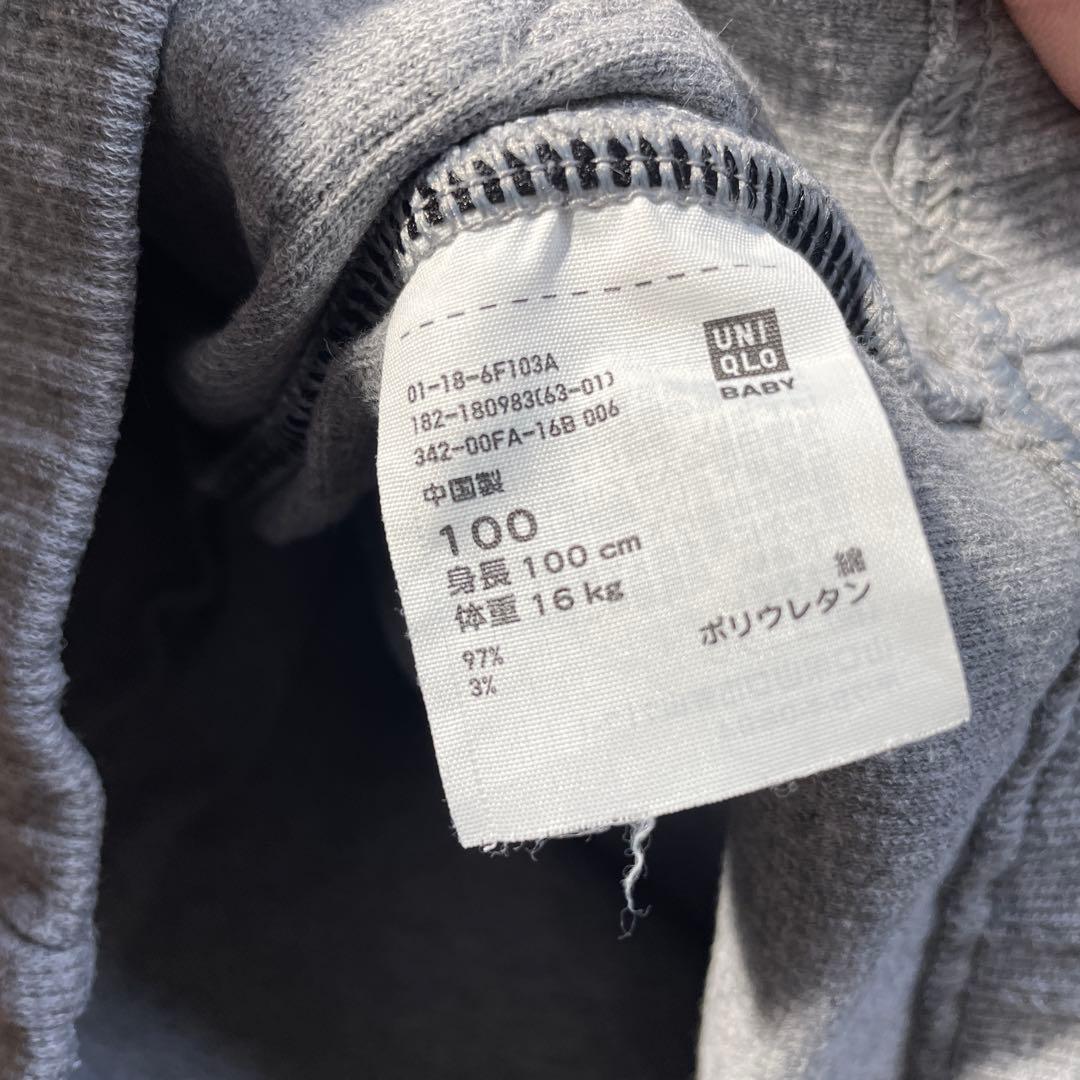 UNI
QLO
BABY
01-18-6F103A
182-180983(63-01)
342-00FA-16B 006
中国製
100
身長 100 cm
体重 16 kg
97% 綿
3% ポリウレタン